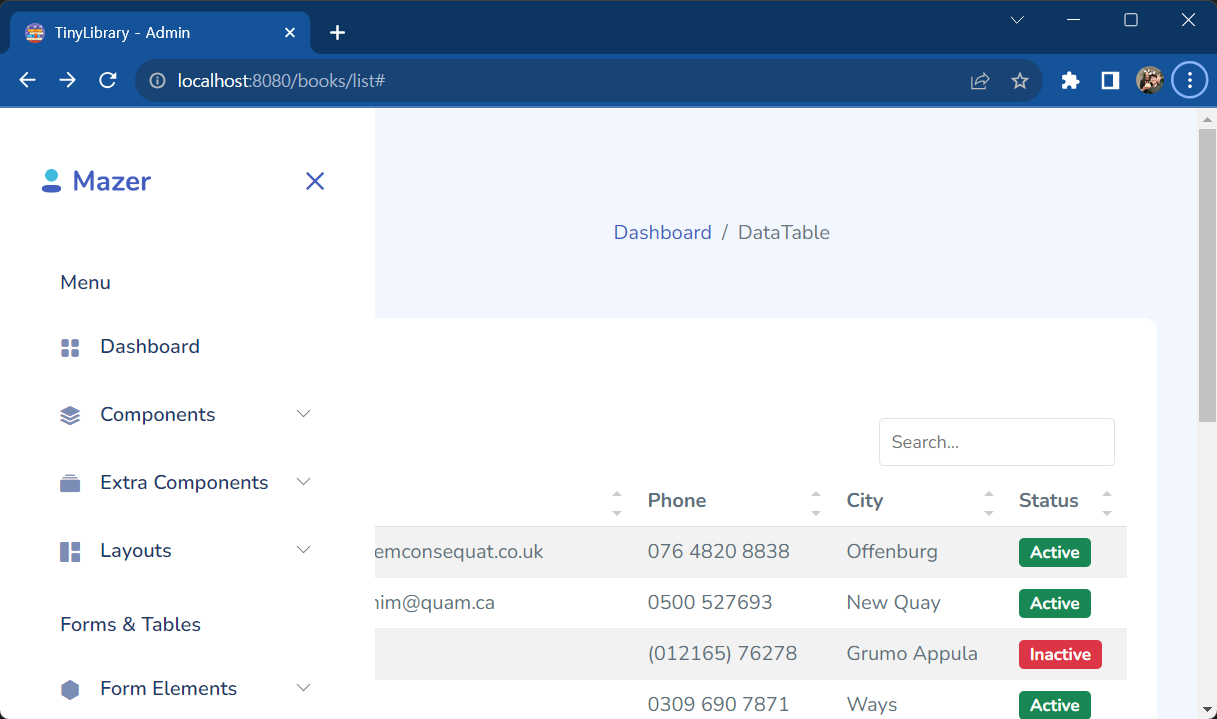 TinyLibrary - Admin
localhost:8080/books/list#
Mazer
Dashboard / DataTable
Menu
Dashboard
Components
Extra Components
Layouts
Forms & Tables
Form Elements
Search...
Phone City Status
emconsequat.co.uk 076 4820 8838 Offenburg Active
nim@quam.ca 0500 527693 New Quay Active
(012165) 76278 Grumo Appula Inactive
0309 690 7871 Ways Active